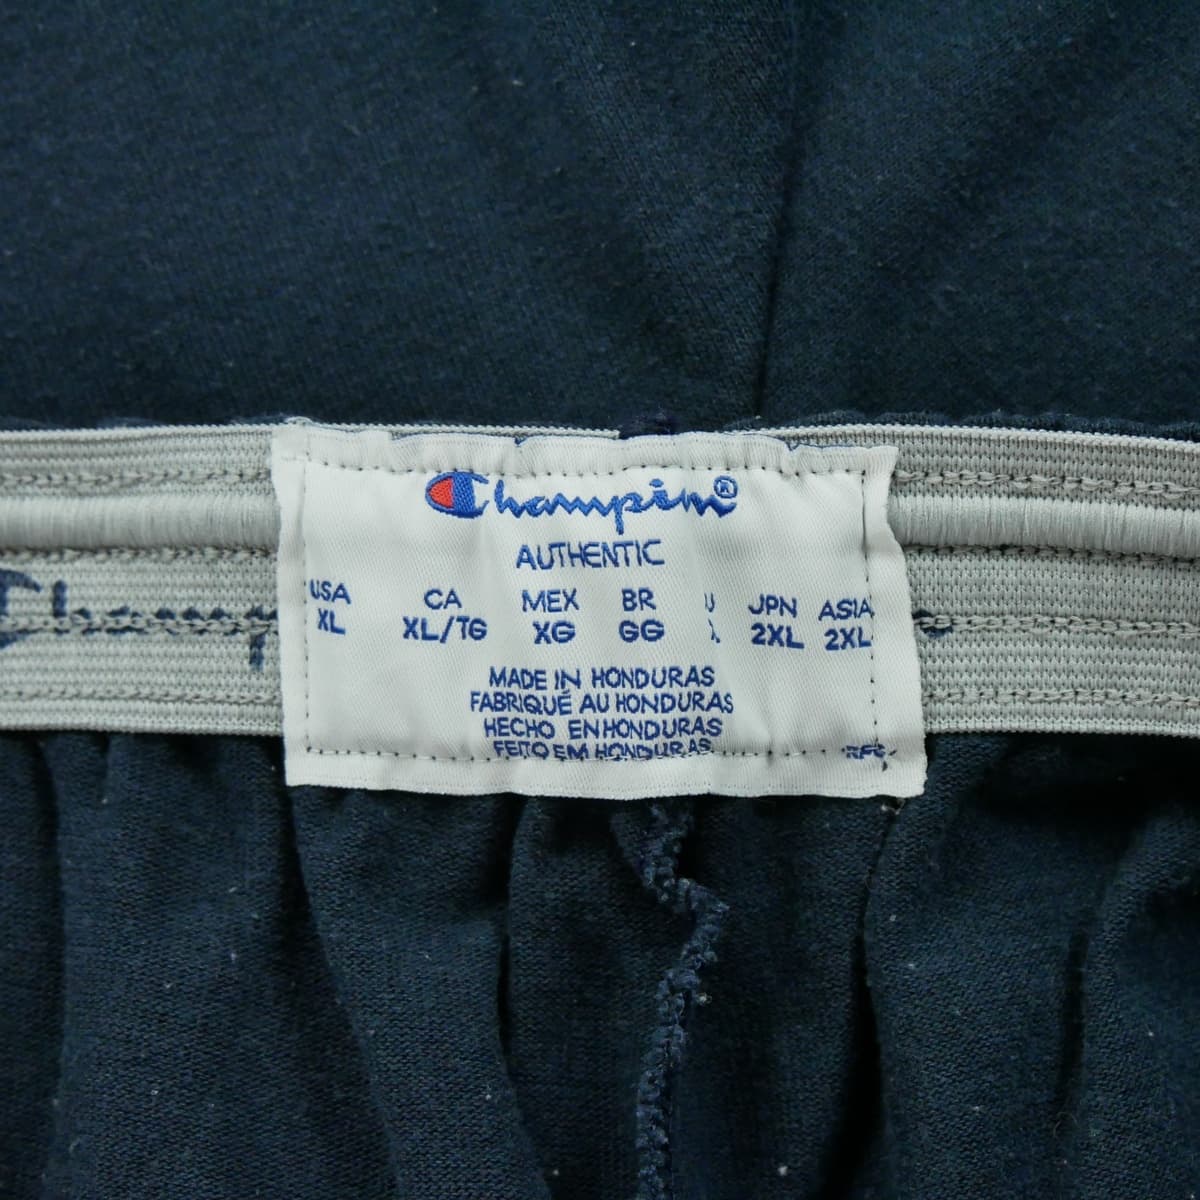 Champion®
AUTHENTIC
USA CA MEX BR JPN ASIA
XL XL/TG XG GG 2XL 2XL
MADE IN HONDURAS
FABRIQUÉ AU HONDURAS
HECHO EN HONDURAS
FEITO EM HONDURAS